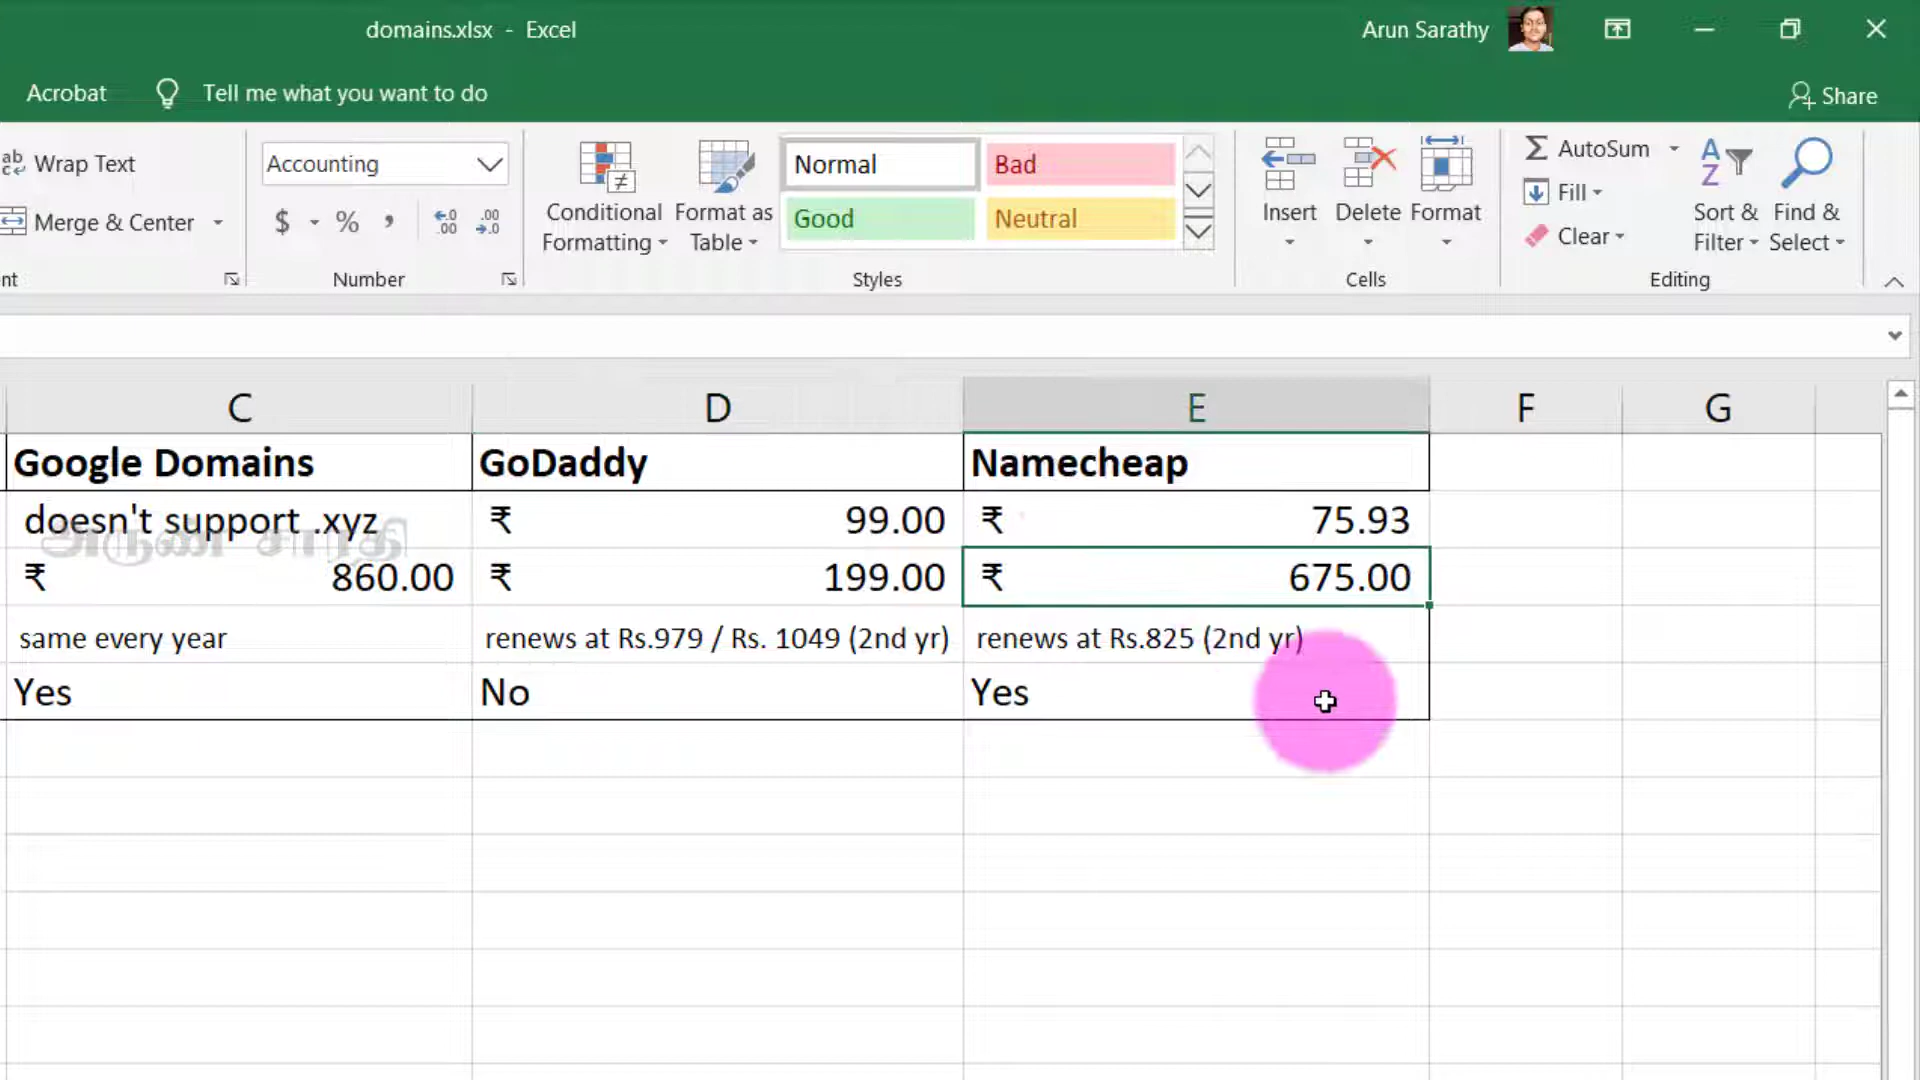 domains.xlsx - Excel
Arun Sarathy
Acrobat
Tell me what you want to do
Share
Wrap Text
Accounting
Normal
Bad
AutoSum
Merge & Center
$ % ,
Conditional Formatting
Format as Table
Good
Neutral
Insert
Delete
Format
Fill
Clear
Sort & Filter
Find & Select
nt
Number
Styles
Cells
Editing
C D E F G
Google Domains GoDaddy Namecheap
doesn't support .xyz ₹ 99.00 ₹ 75.93
அருண் சாரதி
₹ 860.00 ₹ 199.00 ₹ 675.00
same every year renews at Rs.979 / Rs. 1049 (2nd yr) renews at Rs.825 (2nd yr)
Yes No Yes